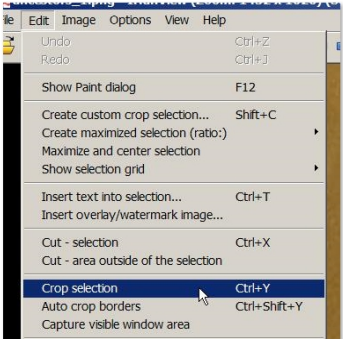 Edit Image Options View Help
Undo Ctrl+Z
Redo Ctrl+J
Show Paint dialog F12
Create custom crop selection... Shift+C
Create maximized selection (ratio:)
Maximize and center selection
Show selection grid
Insert text into selection... Ctrl+T
Insert overlay/watermark image...
Cut - selection Ctrl+X
Cut - area outside of the selection
Crop selection Ctrl+Y
Auto crop borders Ctrl+Shift+Y
Capture visible window area